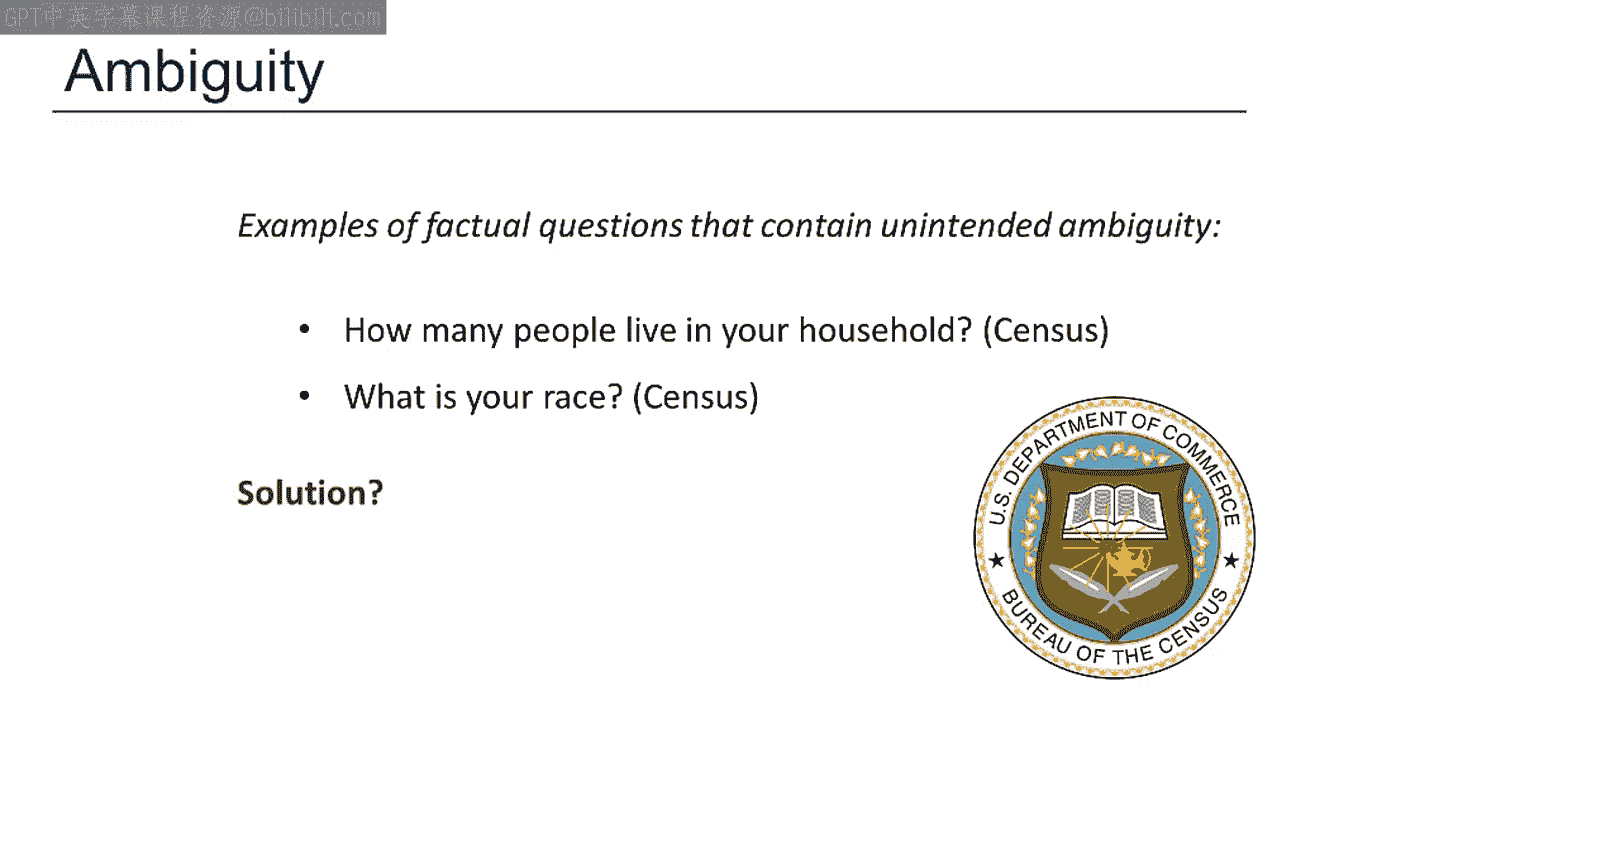 GPT中英字幕课程资源@bilibili.com
Ambiguity
Examples of factual questions that contain unintended ambiguity:
• How many people live in your household? (Census)
• What is your race? (Census)
Solution?
U.S. DEPARTMENT OF COMMERCE
★ BUREAU OF THE CENSUS ★